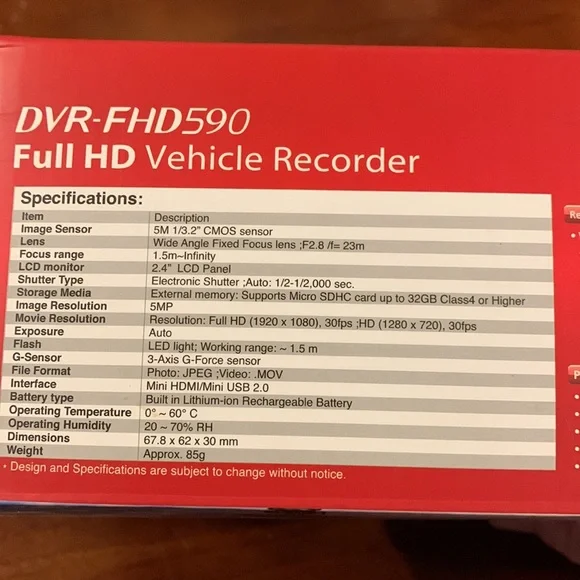 DVR-FHD590
Full HD Vehicle Recorder
Specifications:
Item Description
Image Sensor 5M 1/3.2" CMOS sensor
Lens Wide Angle Fixed Focus lens ;F2.8 /f= 23m
Focus range 1.5m~Infinity
LCD monitor 2.4" LCD Panel
Shutter Type Electronic Shutter ;Auto: 1/2-1/2,000 sec.
Storage Media External memory: Supports Micro SDHC card up to 32GB Class4 or Higher
Image Resolution 5MP
Movie Resolution Resolution: Full HD (1920 x 1080), 30fps ;HD (1280 x 720), 30fps
Exposure Auto
Flash LED light; Working range: ~ 1.5 m
G-Sensor 3-Axis G-Force sensor
File Format Photo: JPEG ;Video: .MOV
Interface Mini HDMI/Mini USB 2.0
Battery type Built in Lithium-ion Rechargeable Battery
Operating Temperature 0° ~ 60° C
Operating Humidity 20 ~ 70% RH
Dimensions 67.8 x 62 x 30 mm
Weight Approx. 85g
• Design and Specifications are subject to change without notice.